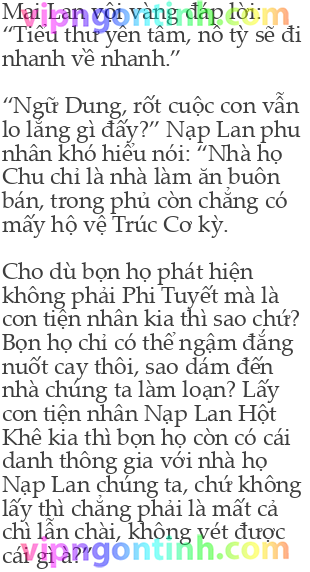 Mai Lan vội vàng đáp lời:
“Tiểu thư yên tâm, nô tỳ sẽ đi
nhanh về nhanh.”
“Ngữ Dung, rốt cuộc con vẫn
lo lắng gì đấy?” Nạp Lan phu
nhân khó hiểu nói: “Nhà họ
Chu chỉ là nhà làm ăn buôn
bán, trong phủ còn chẳng có
mấy hộ vệ Trúc Cơ kỳ.
Cho dù bọn họ phát hiện
không phải Phi Tuyết mà là
con tiện nhân kia thì sao chứ?
Bọn họ chỉ có thể ngậm đắng
nuốt cay thôi, sao dám đến
nhà chúng ta làm loạn? Lấy
con tiện nhân Nạp Lan Hột
Khê kia thì bọn họ còn có cái
danh thông gia với nhà họ
Nạp Lan chúng ta, chứ không
lấy thì chẳng phải là mất cả
chì lẫn chài, không vét được
cái gì à?”
vipngontinh.com
vipngontinh.com